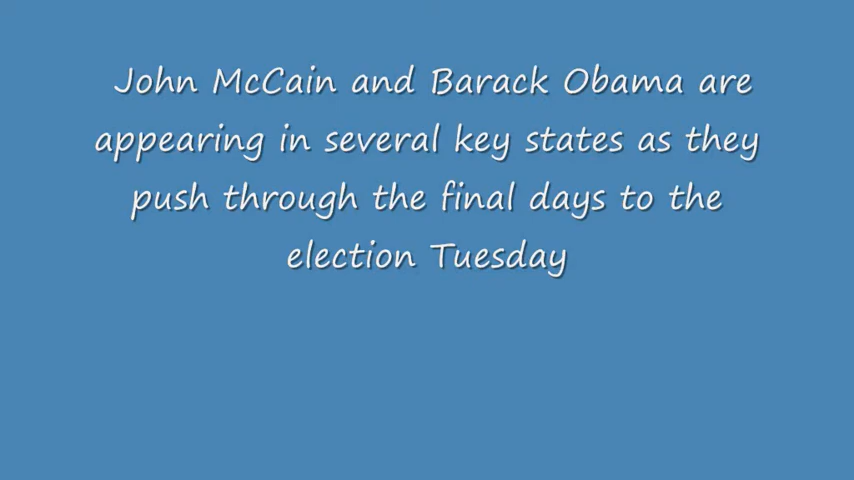 John McCain and Barack Obama are
appearing in several key states as they
push through the final days to the
election Tuesday